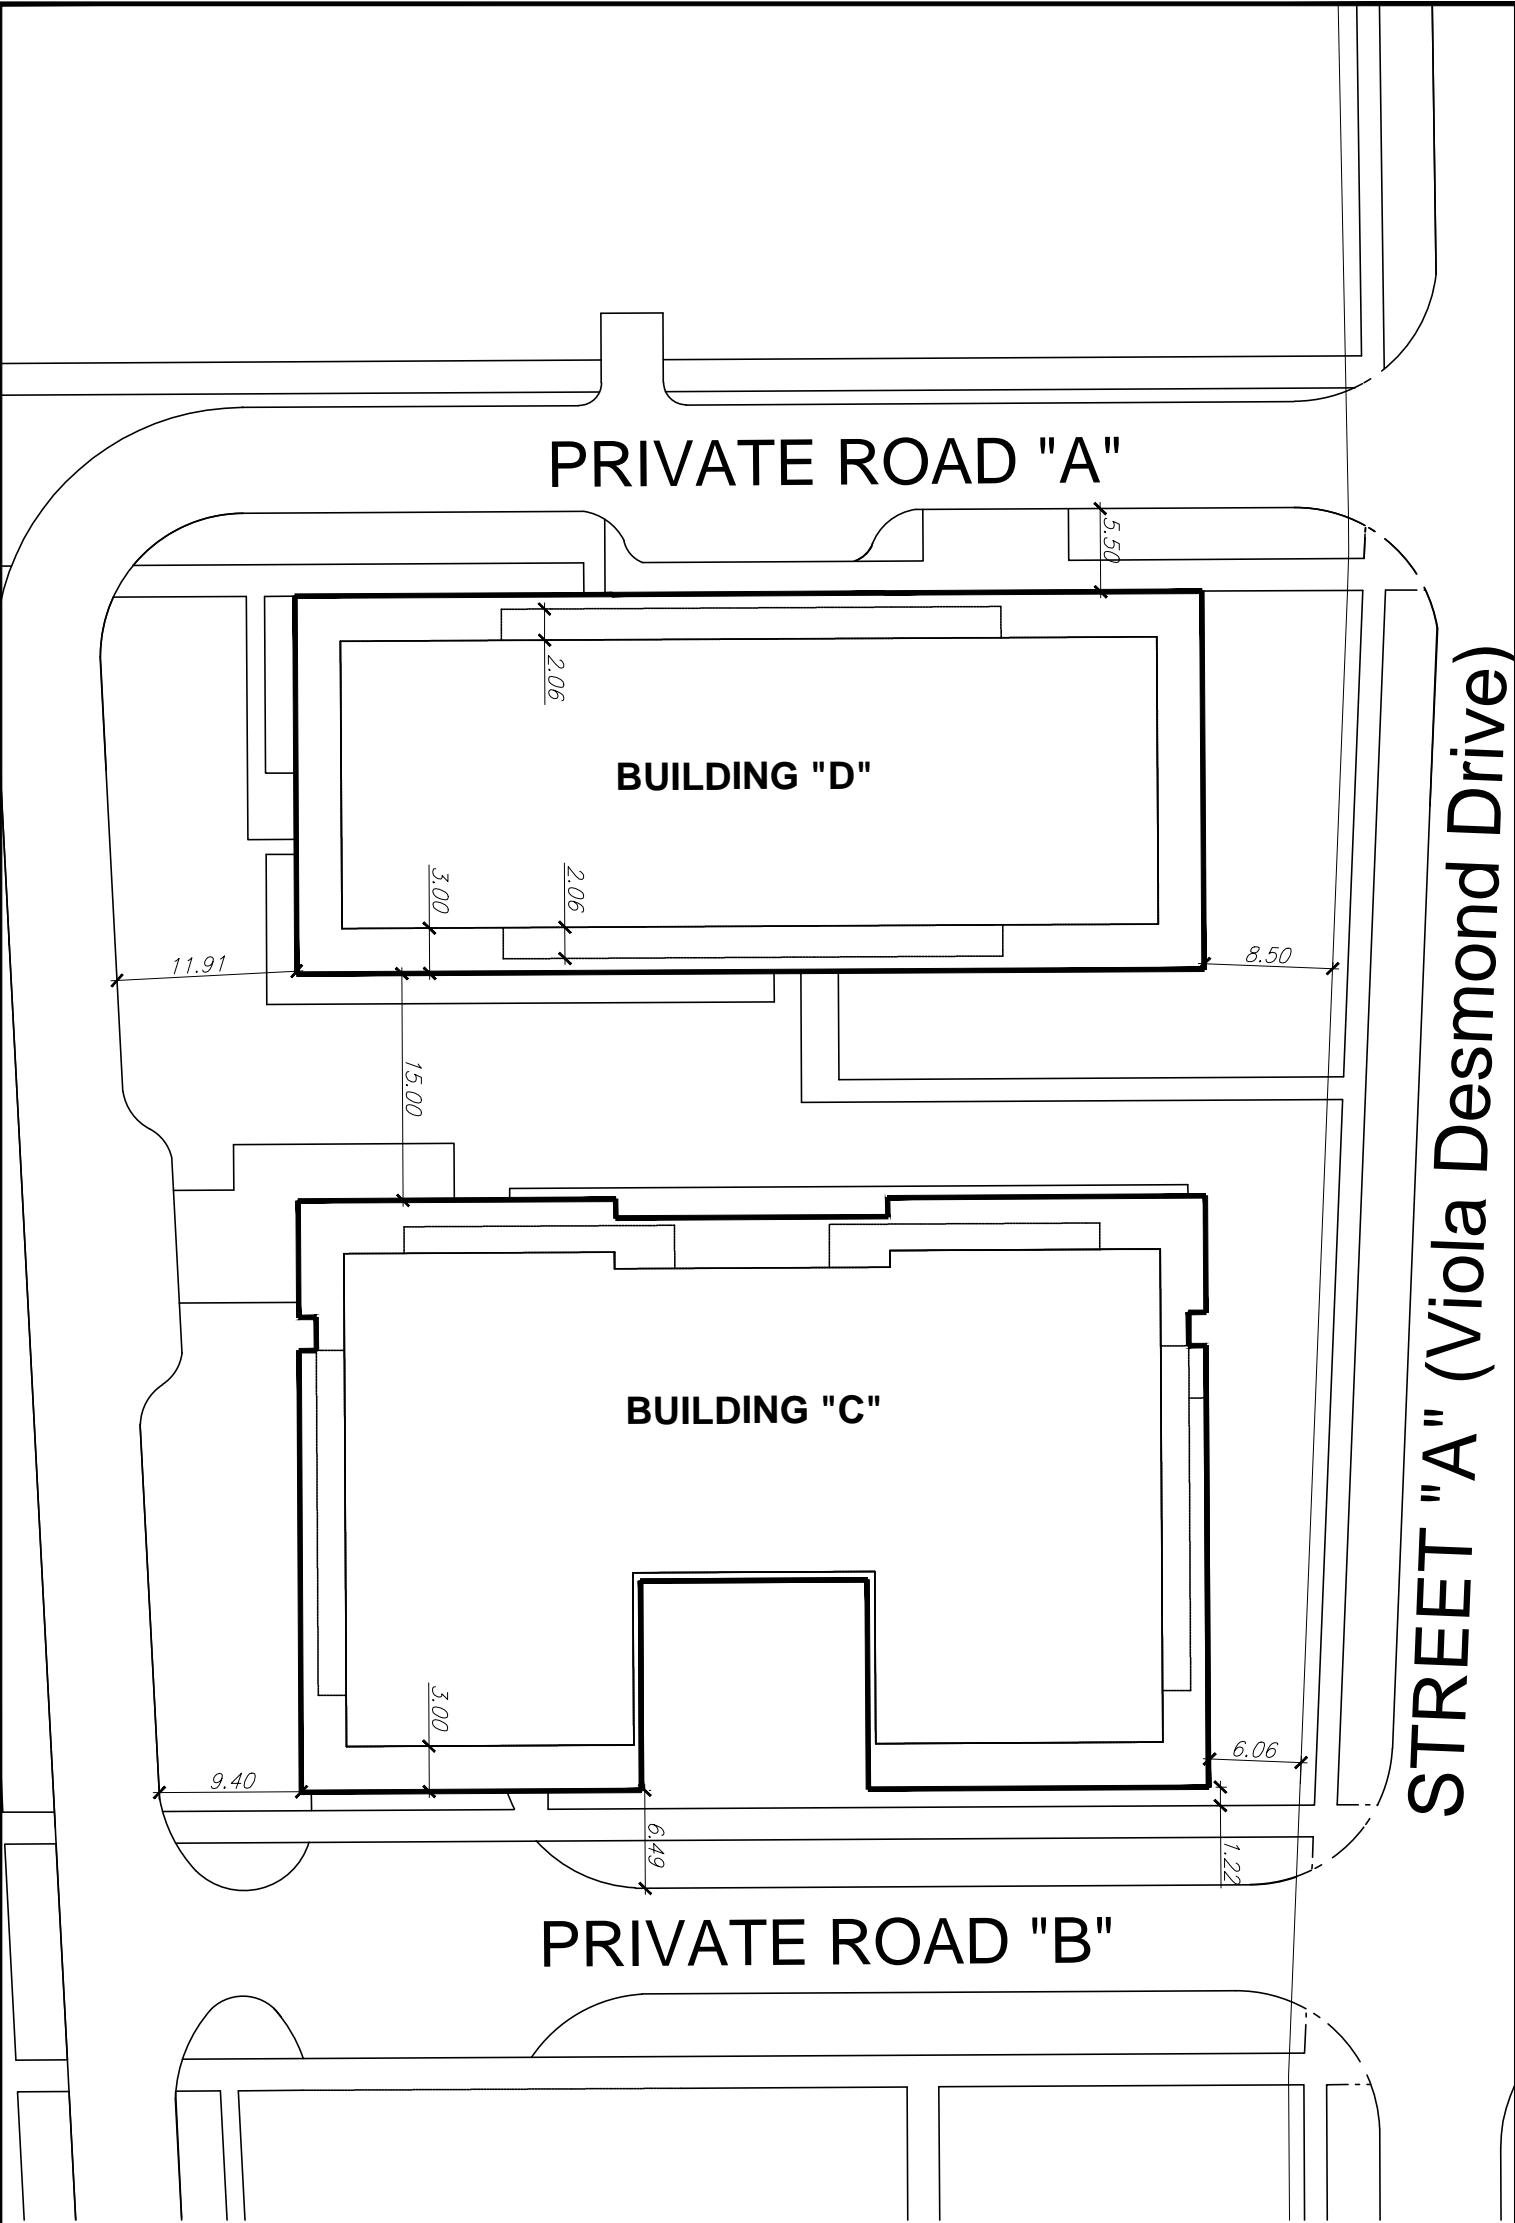 PRIVATE ROAD "A"
5.50
2.06
BUILDING "D"
3.00
2.06
11.91
8.50
15.00
STREET "A" (Viola Desmond Drive)
BUILDING "C"
3.00
9.40
6.06
6.49
1.22
PRIVATE ROAD "B"